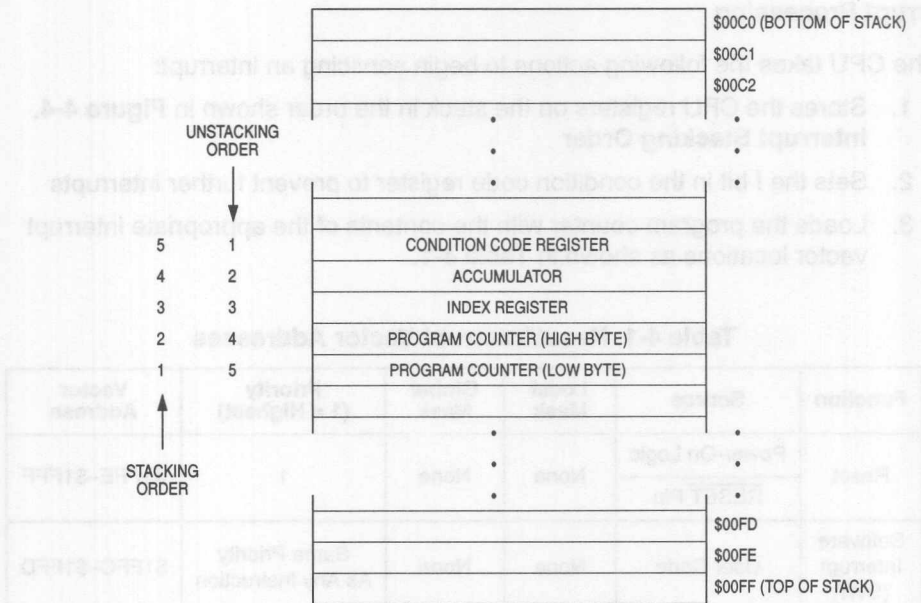 $00C0 (BOTTOM OF STACK)
$00C1
$00C2
UNSTACKING
ORDER
5 1 CONDITION CODE REGISTER
4 2 ACCUMULATOR
3 3 INDEX REGISTER
2 4 PROGRAM COUNTER (HIGH BYTE)
1 5 PROGRAM COUNTER (LOW BYTE)
STACKING
ORDER
$00FD
$00FE
$00FF (TOP OF STACK)